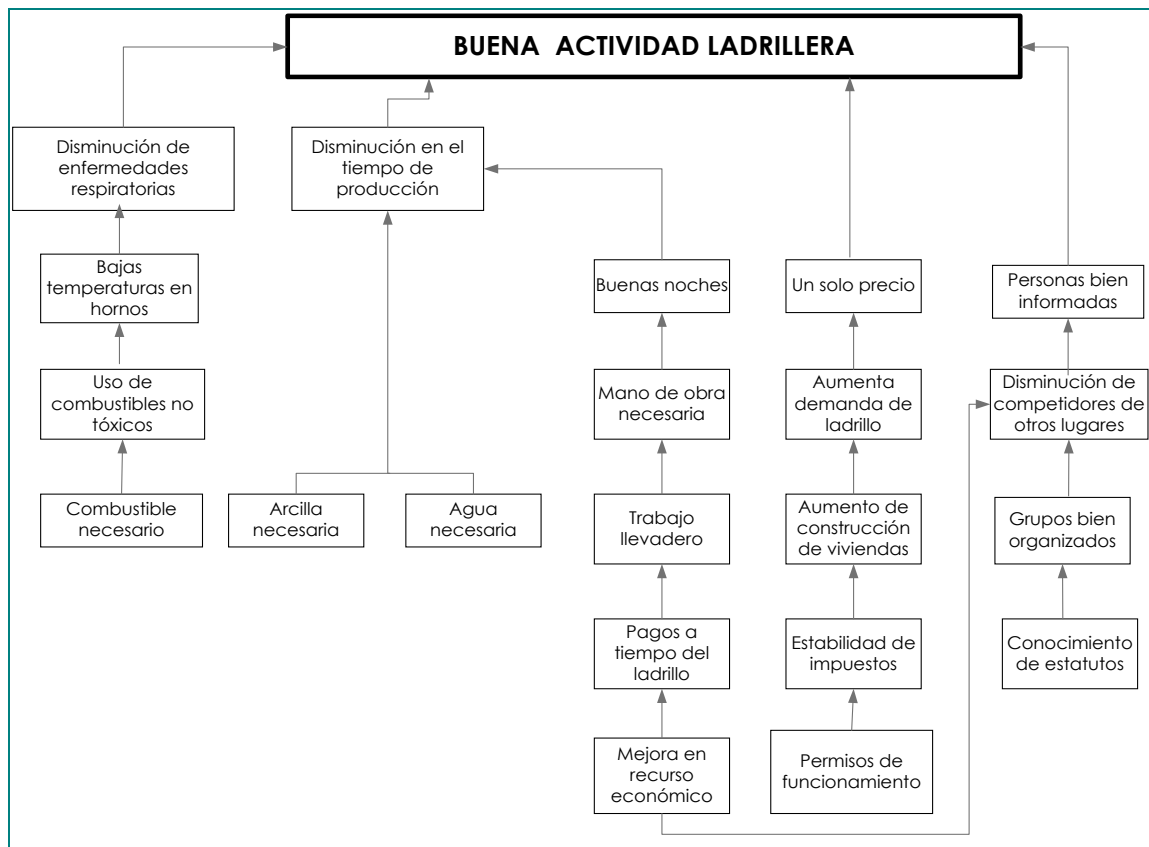 BUENA ACTIVIDAD LADRILLERA
Disminución de
enfermedades
respiratorias
Disminución en el
tiempo de
producción
Bajas
temperaturas en
hornos
Buenas noches
Un solo precio
Personas bien
informadas
Uso de
combustibles no
tóxicos
Mano de obra
necesaria
Aumenta
demanda de
ladrillo
Disminución de
competidores de
otros lugares
Combustible
necesario
Arcilla
necesaria
Agua
necesaria
Trabajo
llevadero
Aumento de
construcción
de viviendas
Grupos bien
organizados
Pagos a
tiempo del
ladrillo
Estabilidad de
impuestos
Conocimiento
de estatutos
Mejora en
recurso
económico
Permisos de
funcionamiento